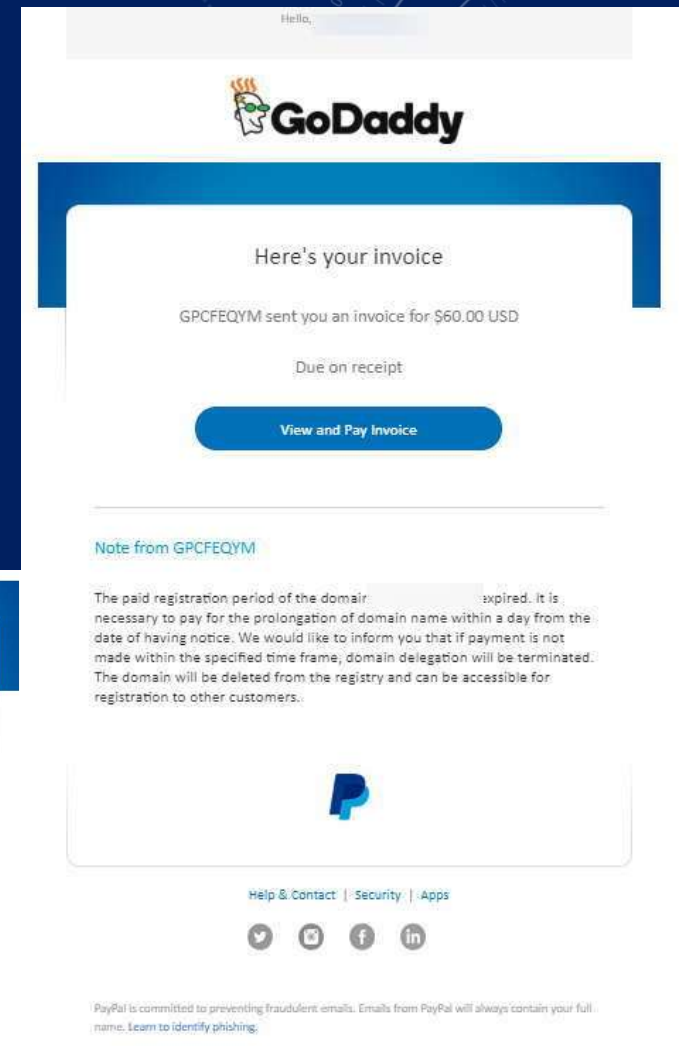 Hello,
GoDaddy
Here's your invoice
GPCFEQYM sent you an invoice for $60.00 USD
Due on receipt
View and Pay Invoice
Note from GPCFEQYM
The paid registration period of the domain expired. It is
necessary to pay for the prolongation of domain name within a day from the
date of having notice. We would like to inform you that if payment is not
made within the specified time frame, domain delegation will be terminated.
The domain will be deleted from the registry and can be accessible for
registration to other customers.
Help & Contact | Security | Apps
PayPal is committed to preventing fraudulent emails. Emails from PayPal will always contain your full
name. Learn to identify phishing.